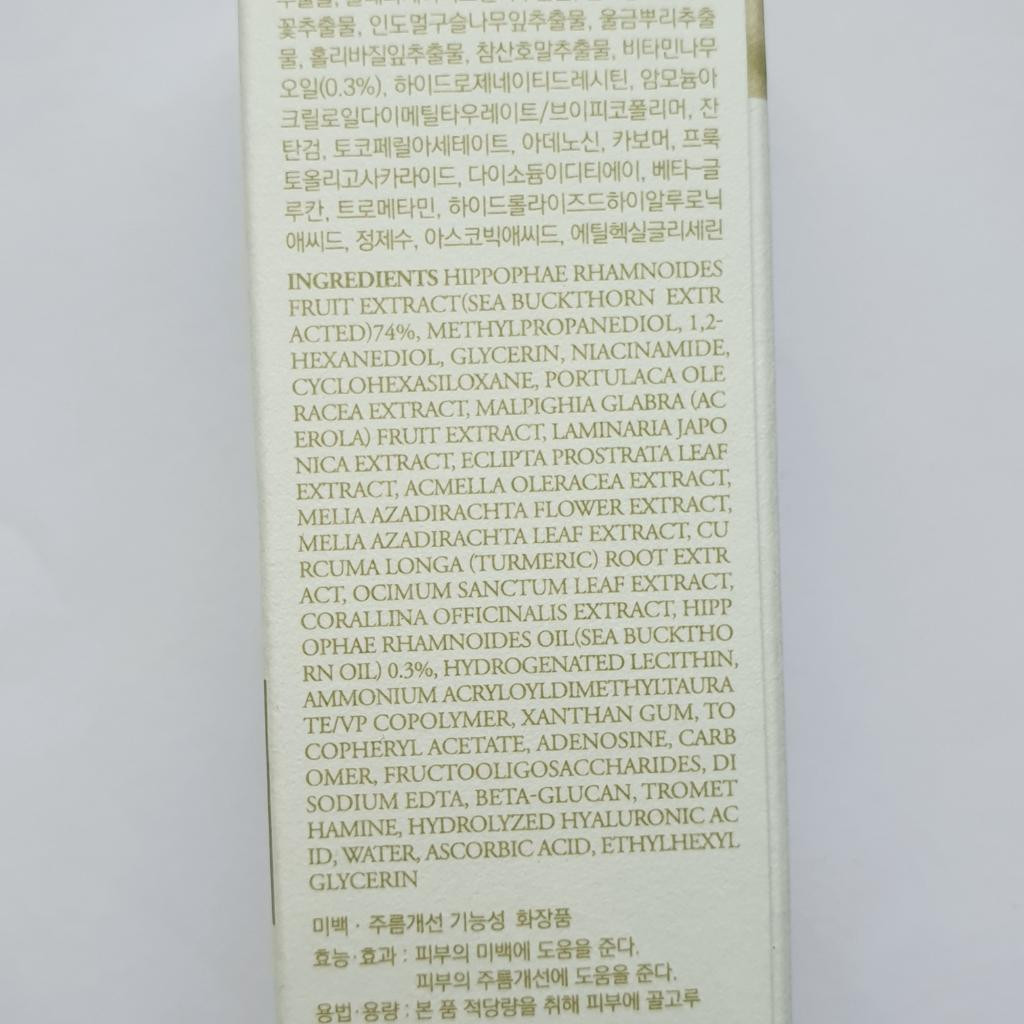 꽃추출물, 인도멀구슬나무잎추출물, 울금뿌리추출
물, 홀리바질잎추출물, 참산호말추출물, 비타민나무
오일(0.3%), 하이드로제네이티드레시틴, 암모늄아
크릴로일다이메틸타우레이트/브이피코폴리머, 잔
탄검, 토코페릴아세테이트, 아데노신, 카보머, 프룩
토올리고사카라이드, 다이소듐이디티에이, 베타-글
루칸, 트로메타민, 하이드롤라이즈드하이알루로닉
애씨드, 정제수, 아스코빅애씨드, 에틸헥실글리세린
INGREDIENTS HIPPOPHAE RHAMNOIDES
FRUIT EXTRACT(SEA BUCKTHORN EXTR
ACTED)74%, METHYLPROPANEDIOL, 1,2-
HEXANEDIOL, GLYCERIN, NIACINAMIDE,
CYCLOHEXASILOXANE, PORTULACA OLE
RACEA EXTRACT, MALPIGHIA GLABRA (AC
EROLA) FRUIT EXTRACT, LAMINARIA JAPO
NICA EXTRACT, ECLIPTA PROSTRATA LEAF
EXTRACT, ACMELLA OLERACEA EXTRACT,
MELIA AZADIRACHTA FLOWER EXTRACT,
MELIA AZADIRACHTA LEAF EXTRACT, CU
RCUMA LONGA (TURMERIC) ROOT EXTR
ACT, OCIMUM SANCTUM LEAF EXTRACT,
CORALLINA OFFICINALIS EXTRACT, HIPP
OPHAE RHAMNOIDES OIL(SEA BUCKTHO
RN OIL) 0.3%, HYDROGENATED LECITHIN,
AMMONIUM ACRYLOYLDIMETHYLTAURA
TE/VP COPOLYMER, XANTHAN GUM, TO
COPHERYL ACETATE, ADENOSINE, CARB
OMER, FRUCTOOLIGOSACCHARIDES, DI
SODIUM EDTA, BETA-GLUCAN, TROMET
HAMINE, HYDROLYZED HYALURONIC AC
ID, WATER, ASCORBIC ACID, ETHYLHEXYL
GLYCERIN
미백 · 주름개선 기능성 화장품
효능·효과 : 피부의 미백에 도움을 준다.
피부의 주름개선에 도움을 준다.
용법·용량 : 본 품 적당량을 취해 피부에 골고루